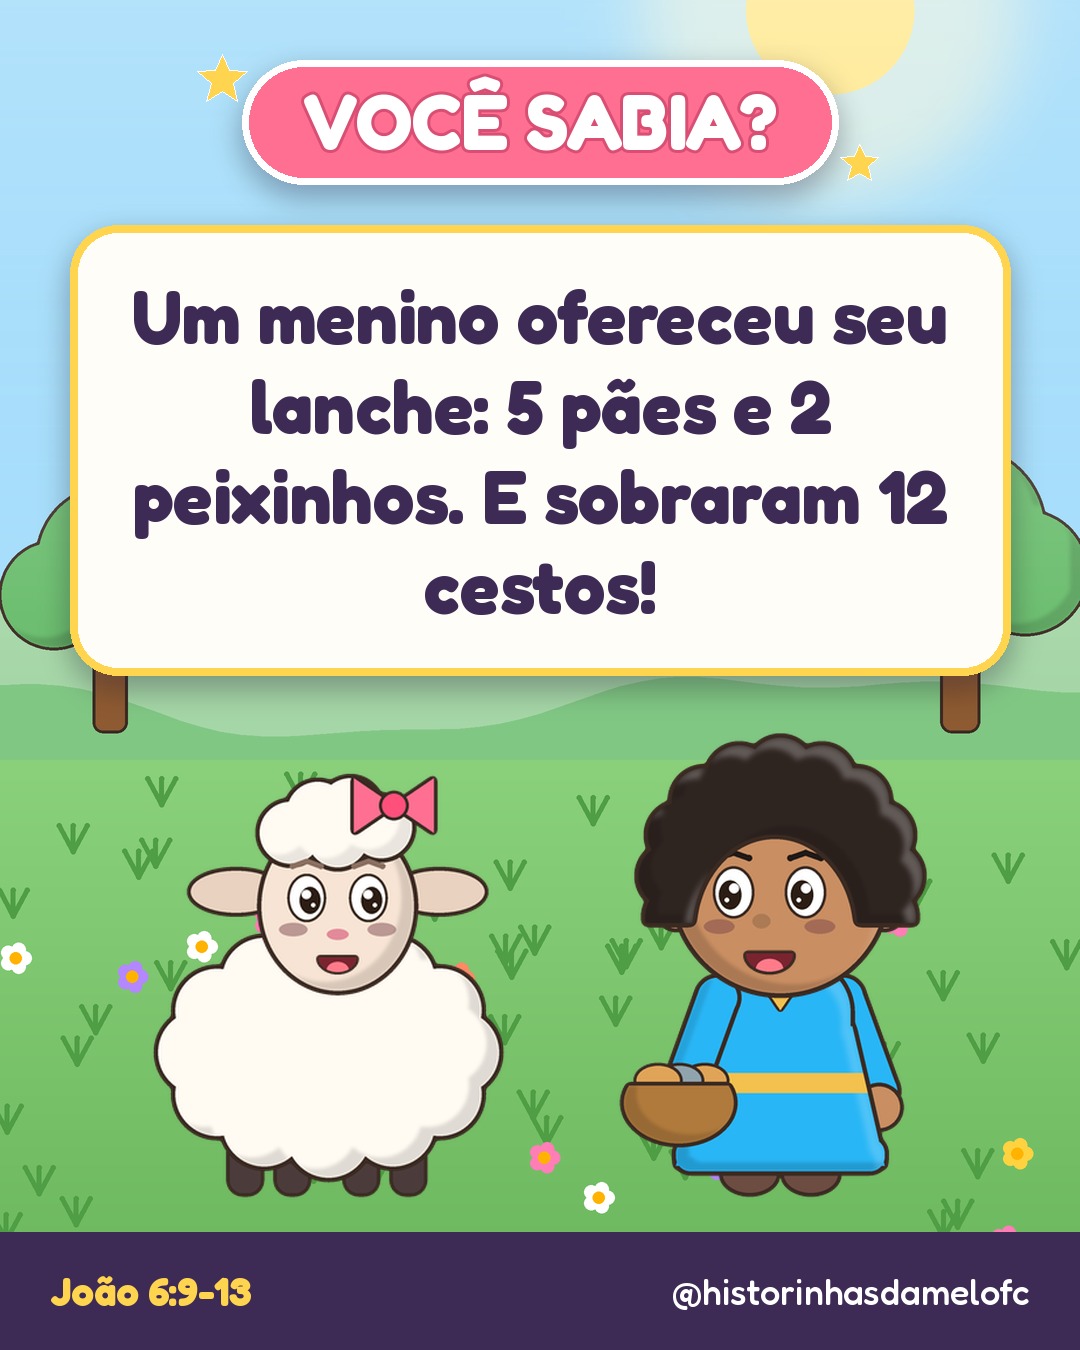 VOCÊ SABIA?
Um menino ofereceu seu
lanche: 5 pães e 2
peixinhos. E sobraram 12
cestos!
João 6:9-13
@historinhasdamelofc